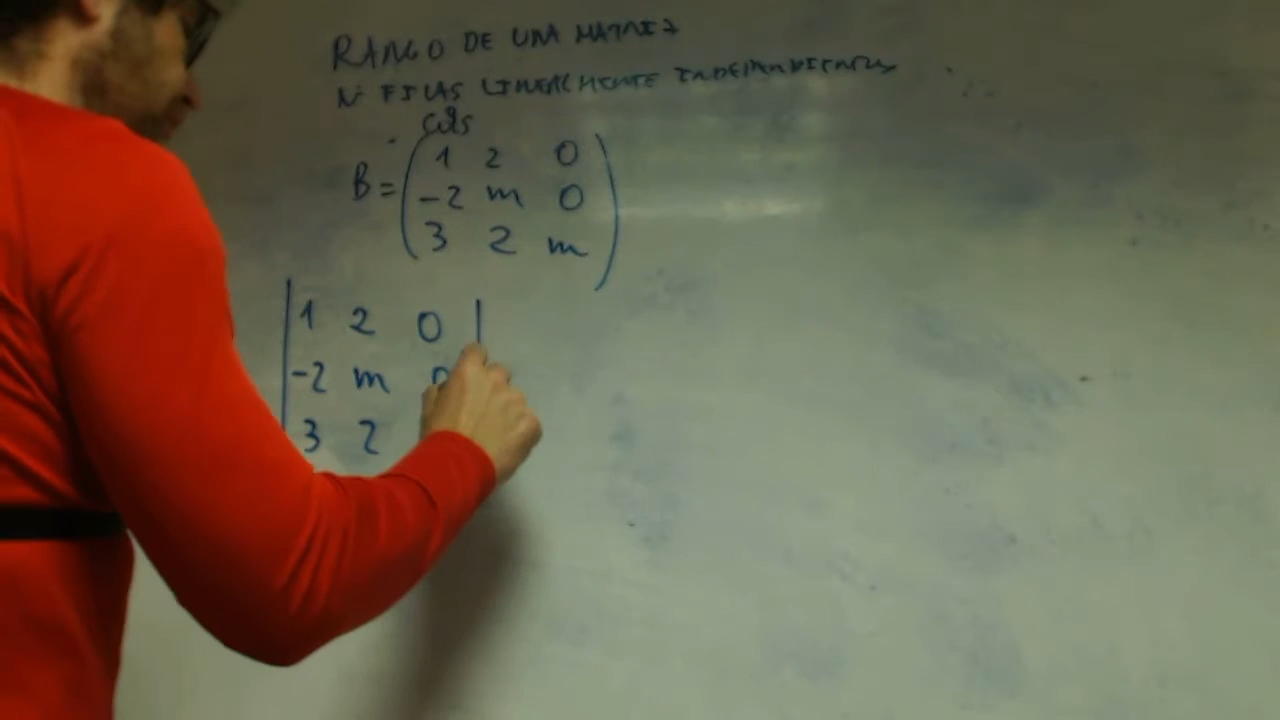 RANGO DE UNA MATRIZ
Nº FILAS LINEALMENTE INDEPENDIENTES
cols
B = ( 1 2 0
-2 m 0
3 2 m )
| 1 2 0 |
-2 m 0
3 2